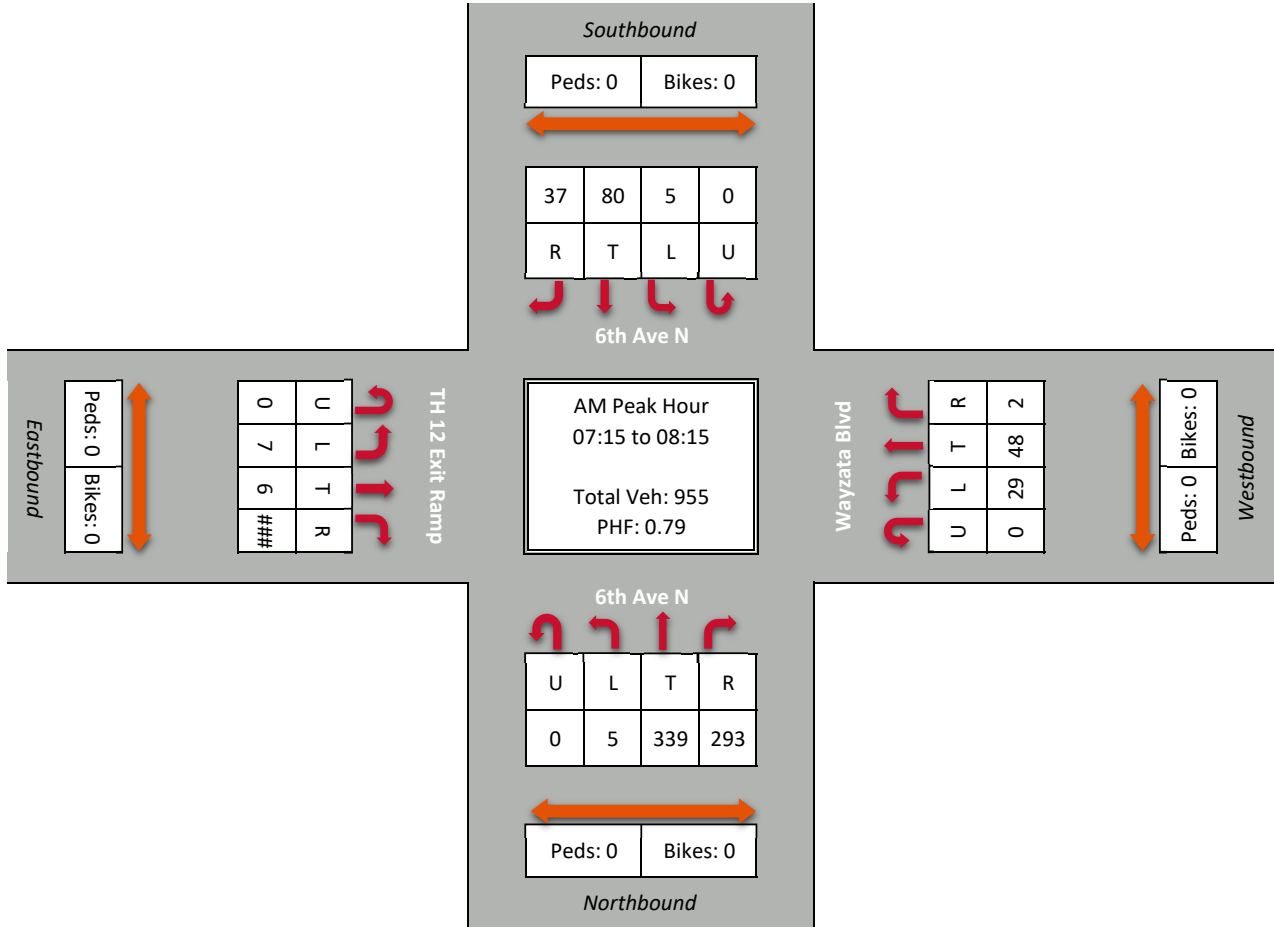 Southbound
Peds: 0 Bikes: 0
37 80 5 0
R T L U
6th Ave N
Eastbound
Peds: 0 Bikes: 0
0 7 6 ###
U L T R
TH 12 Exit Ramp
AM Peak Hour
07:15 to 08:15
Total Veh: 955
PHF: 0.79
Wayzata Blvd
U L T R
0 29 48 2
Peds: 0 Bikes: 0
Westbound
6th Ave N
U L T R
0 5 339 293
Peds: 0 Bikes: 0
Northbound